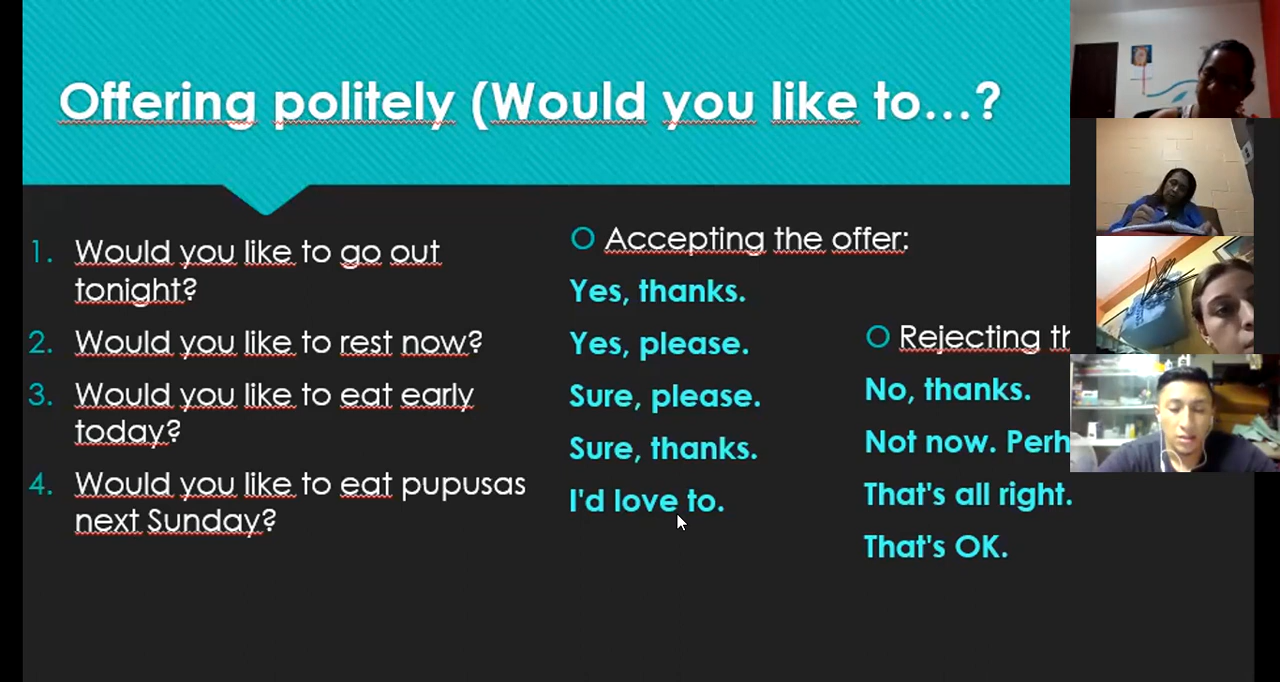 Offering politely (Would you like to...?
1. Would you like to go out
tonight?
2. Would you like to rest now?
3. Would you like to eat early
today?
4. Would you like to eat pupusas
next Sunday?
Accepting the offer:
Yes, thanks.
Yes, please.
Sure, please.
Sure, thanks.
I'd love to.
Rejecting
No, thanks.
Not now.
That's all right.
That's OK.